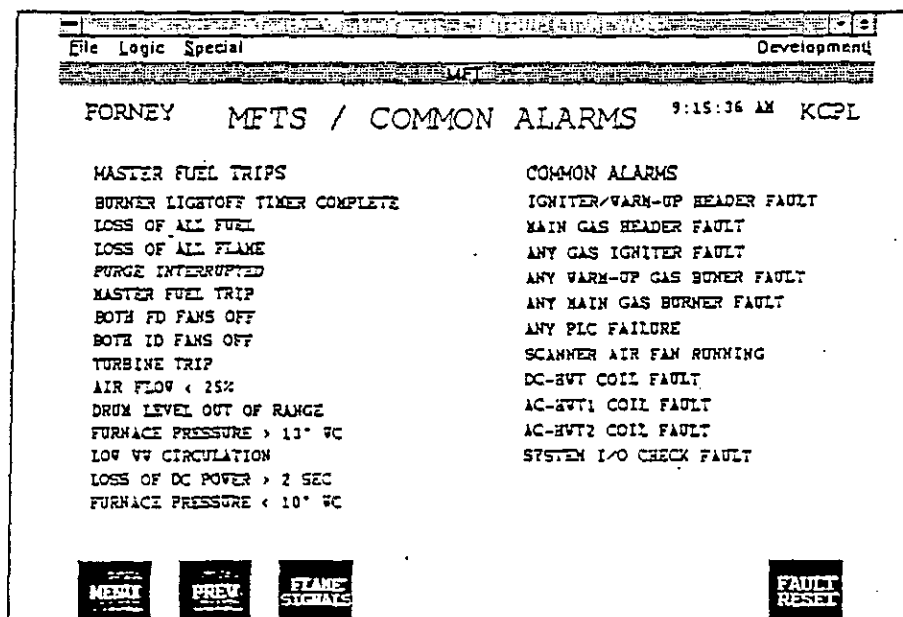 File Logic Special Development
MFT
FORNEY MFTS / COMMON ALARMS 9:15:36 AM KCPL
MASTER FUEL TRIPS
BURNER LIGHTOFF TIMER COMPLETE
LOSS OF ALL FUEL
LOSS OF ALL FLAME
PURGE INTERRUPTED
MASTER FUEL TRIP
BOTH FD FANS OFF
BOTH ID FANS OFF
TURBINE TRIP
AIR FLOW < 25%
DRUM LEVEL OUT OF RANGE
FURNACE PRESSURE > 13" WC
LOW WW CIRCULATION
LOSS OF DC POWER > 2 SEC
FURNACE PRESSURE < 10" WC
COMMON ALARMS
IGNITER/WARM-UP HEADER FAULT
MAIN GAS HEADER FAULT
ANY GAS IGNITER FAULT
ANY WARM-UP GAS BUNER FAULT
ANY MAIN GAS BURNER FAULT
ANY PLC FAILURE
SCANNER AIR FAN RUNNING
DC-HWT COIL FAULT
AC-HWT1 COIL FAULT
AC-HWT2 COIL FAULT
SYSTEM I/O CHECK FAULT
MENU
PREV
FLAME
SIGNALS
FAULT
RESET